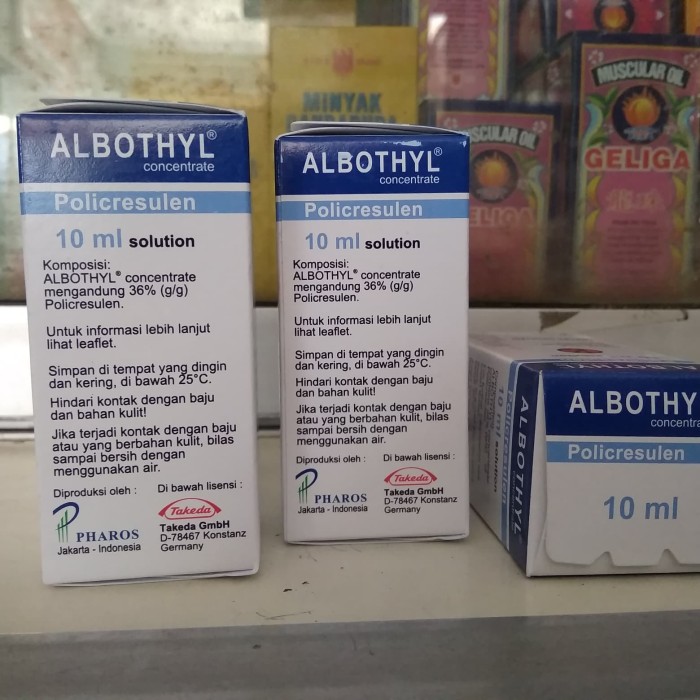 ALBOTHYL®
concentrate
Policresulen
10 ml solution
Komposisi:
ALBOTHYL® concentrate
mengandung 36% (g/g)
Policresulen.
Untuk informasi lebih lanjut
lihat leaflet.
Simpan di tempat yang dingin
dan kering, di bawah 25°C.
Hindari kontak dengan baju
dan bahan kulit!
Jika terjadi kontak dengan baju
atau yang berbahan kulit, bilas
sampai bersih dengan
menggunakan air.
Diproduksi oleh :
Di bawah lisensi :
PHAROS
Jakarta - Indonesia
Takeda
Takeda GmbH
D-78467 Konstanz
Germany
ALBOTHYL®
concentrate
Policresulen
10 ml solution
Komposisi:
ALBOTHYL® concentrate
mengandung 36% (g/g)
Policresulen.
Untuk informasi lebih lanjut
lihat leaflet.
Simpan di tempat yang dingin
dan kering, di bawah 25°C.
Hindari kontak dengan baju
dan bahan kulit!
Jika terjadi kontak dengan baju
atau yang berbahan kulit, bilas
sampai bersih dengan
menggunakan air.
Diproduksi oleh :
Di bawah lisensi :
PHAROS
Jakarta - Indonesia
Takeda
Takeda GmbH
D-78467 Konstanz
Germany
ALBOTHY
concentra
Policresulen
10 ml
ALBOTHYL
ALBOTHYL
Policresulen
10 ml solution
MINYAK
MUSCULAR OIL
GELIGA
SCULAR OIL
ELIGA